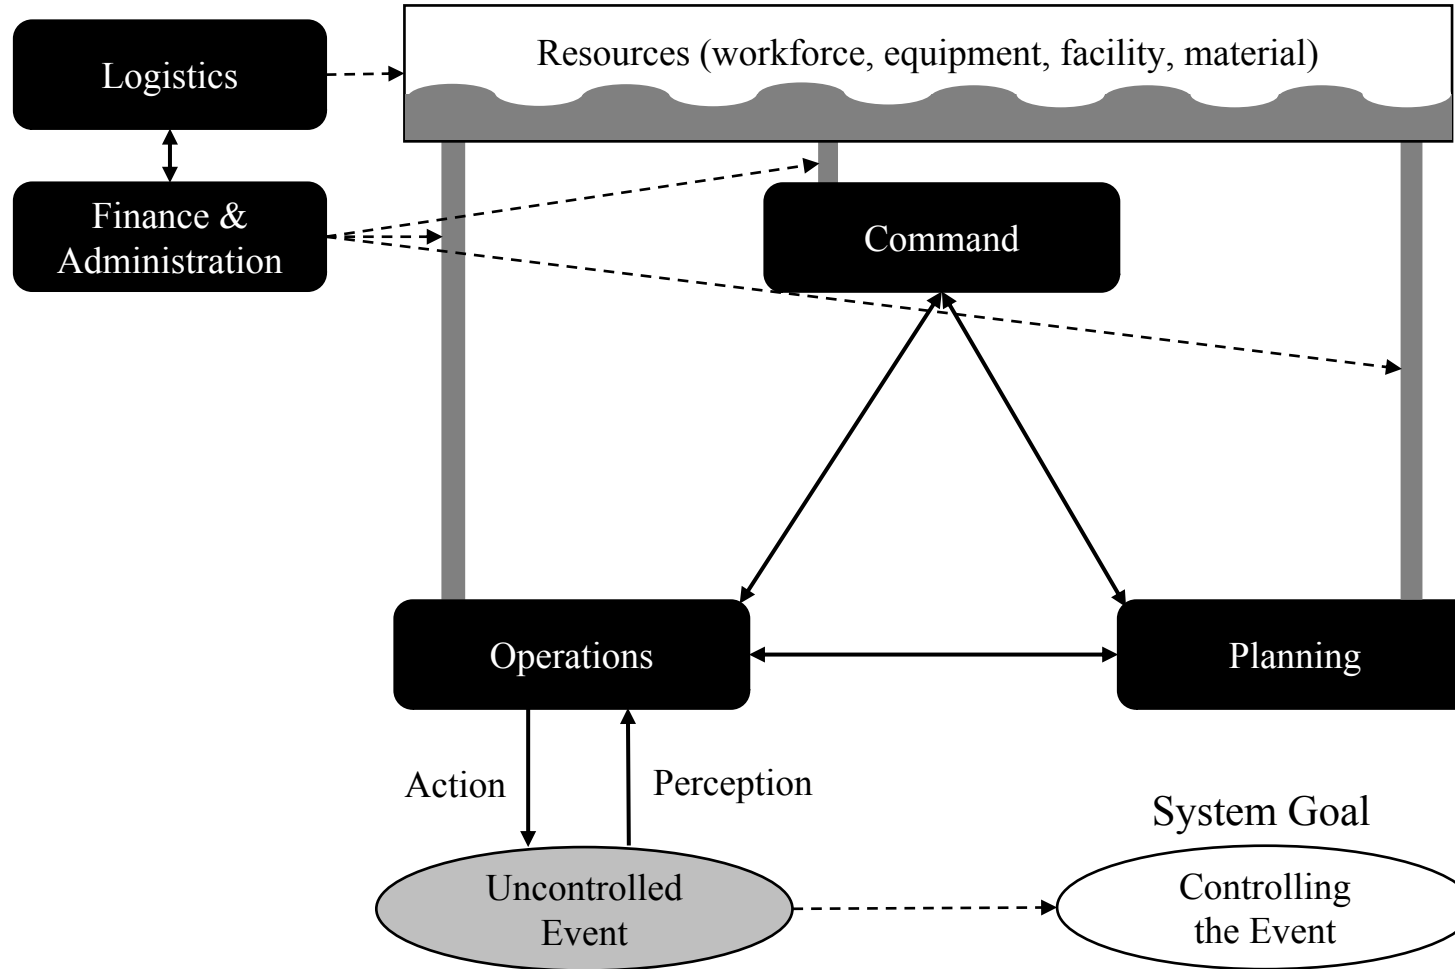 Logistics
Resources (workforce, equipment, facility, material)
Finance &
Administration
Command
Operations
Planning
Action
Perception
System Goal
Uncontrolled
Event
Controlling
the Event